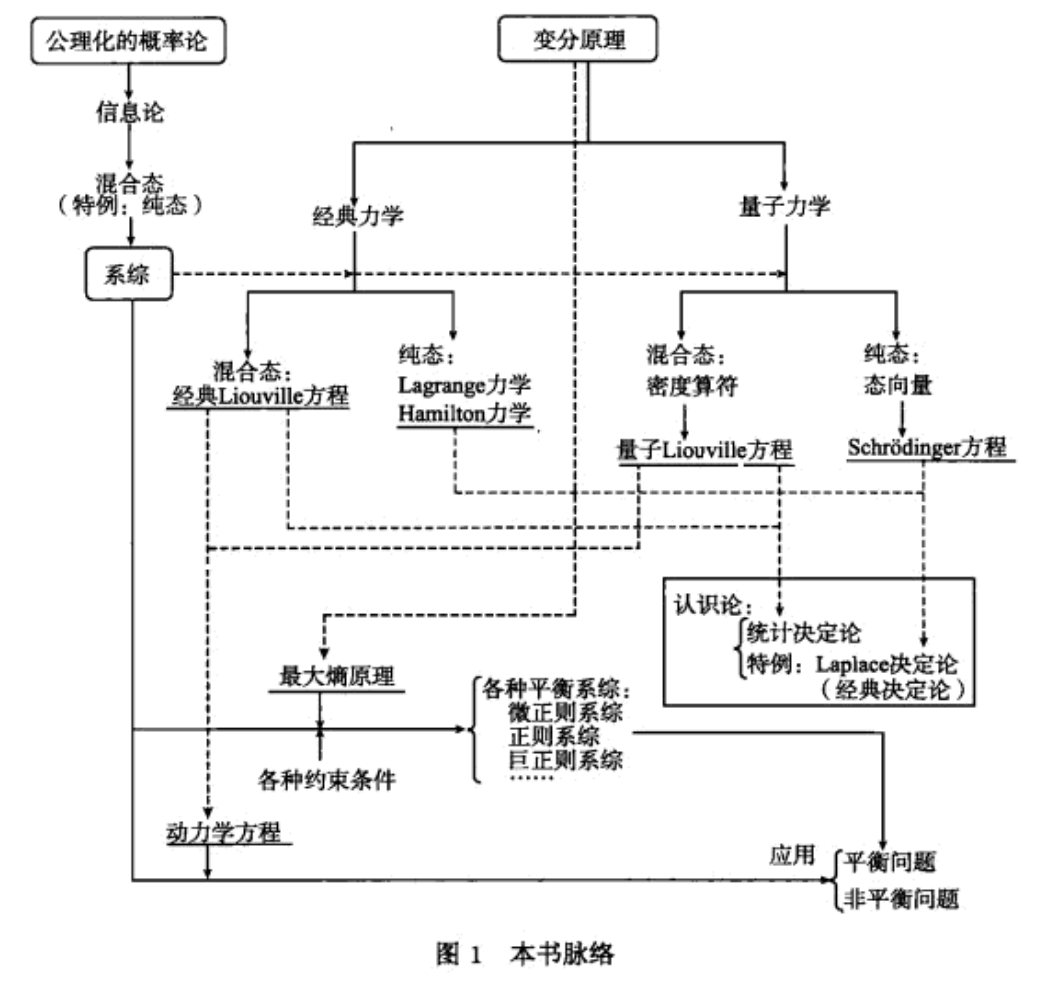 公理化的概率论
变分原理
信息论
混合态
（特例：纯态）
经典力学
量子力学
系综
混合态：
经典Liouville方程
纯态：
Lagrange力学
Hamilton力学
混合态：
密度算符
量子Liouville方程
纯态：
态向量
Schrödinger方程
认识论：
统计决定论
特例：Laplace决定论
（经典决定论）
最大熵原理
各种平衡系综：
微正则系综
正则系综
巨正则系综
……
各种约束条件
动力学方程
应用
平衡问题
非平衡问题
图 1 本书脉络